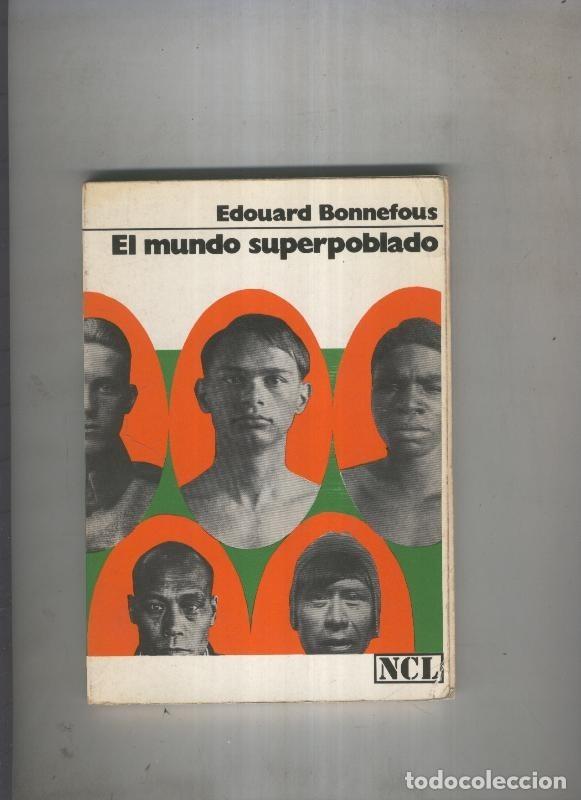 Edouard Bonnefous
El mundo superpoblado
NCL
todocoleccion